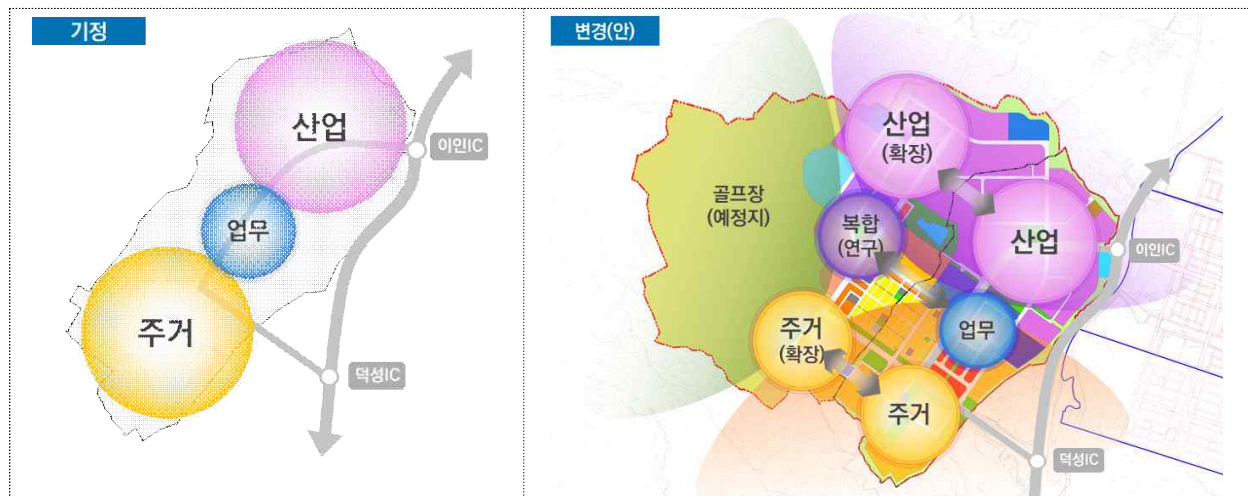 기정
산업
이인IC
업무
주거
덕성IC
변경(안)
산업
(확장)
골프장
(예정지)
복합
(연구)
산업
이인IC
주거
(확장)
업무
주거
덕성IC